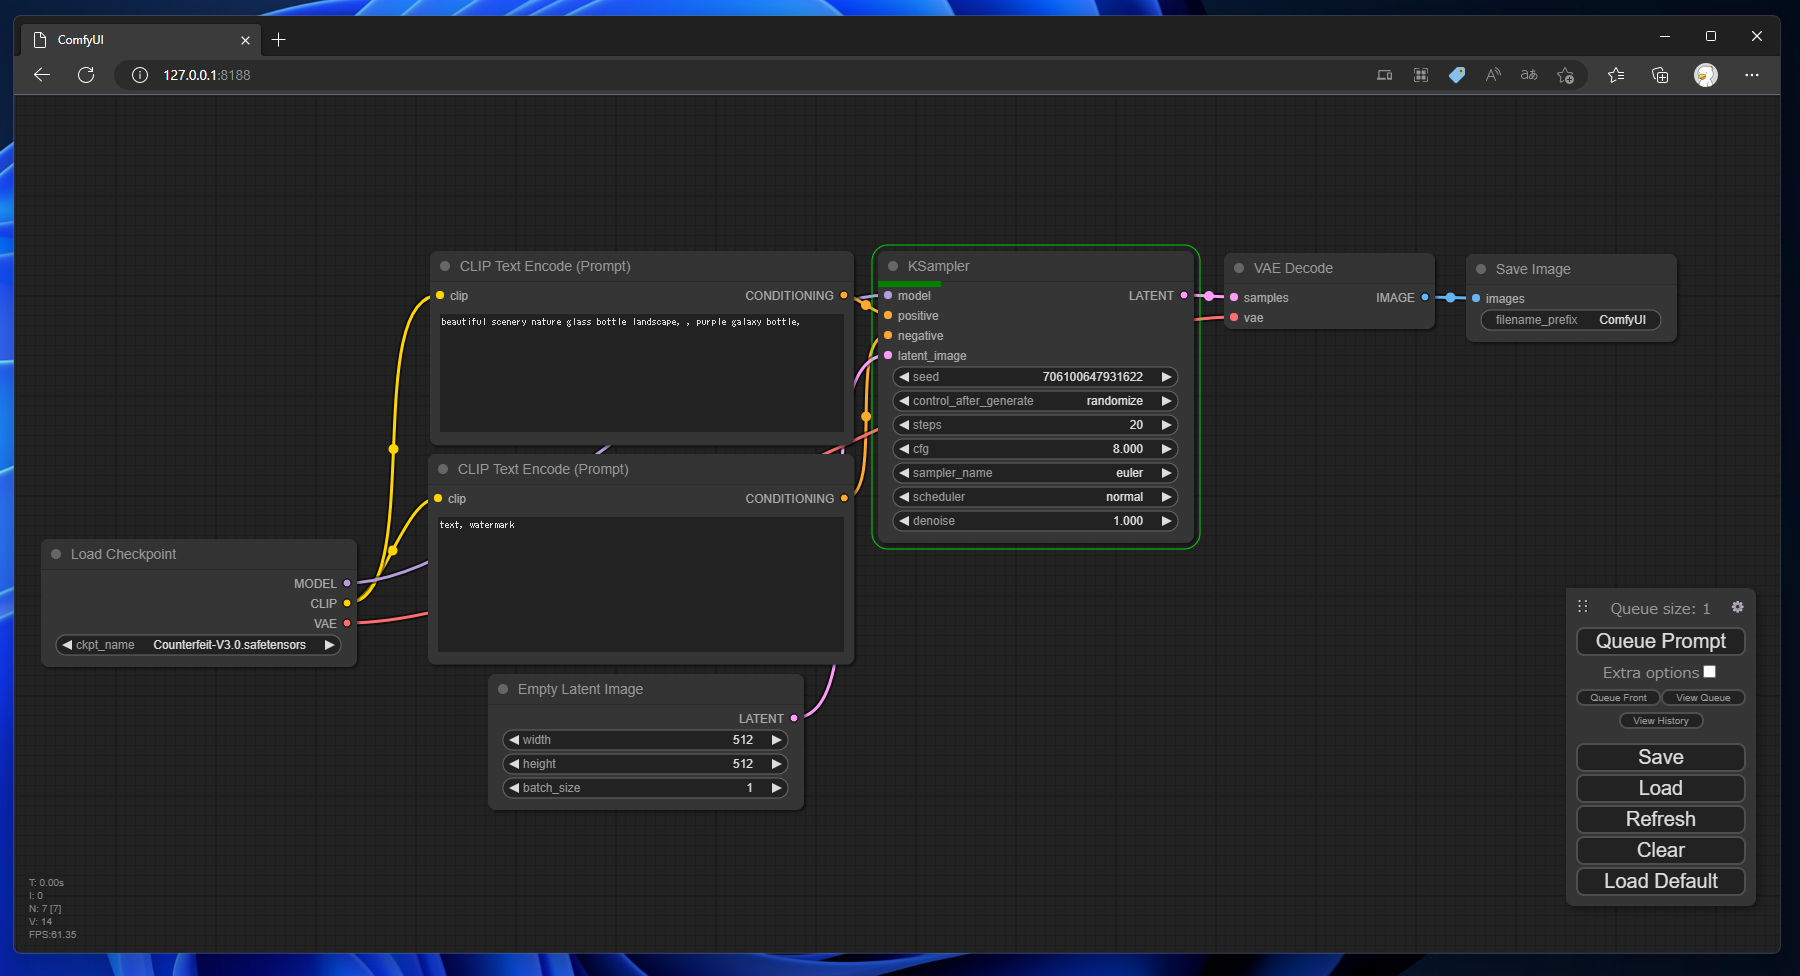 ComfyUI
127.0.0.1:8188
CLIP Text Encode (Prompt)
clip
CONDITIONING
beautiful scenery nature glass bottle landscape, , purple galaxy bottle,
CLIP Text Encode (Prompt)
clip
CONDITIONING
text, watermark
Load Checkpoint
MODEL
CLIP
VAE
ckpt_name Counterfeit-V3.0.safetensors
Empty Latent Image
LATENT
width 512
height 512
batch_size 1
KSampler
model LATENT
positive
negative
latent_image
seed 706100647931622
control_after_generate randomize
steps 20
cfg 8.000
sampler_name euler
scheduler normal
denoise 1.000
VAE Decode
samples IMAGE
vae
Save Image
images
filename_prefix ComfyUI
Queue size: 1
Queue Prompt
Extra options
Queue Front View Queue
View History
Save
Load
Refresh
Clear
Load Default
T: 0.00s
I: 0
N: 7 [7]
V: 14
FPS:61.35